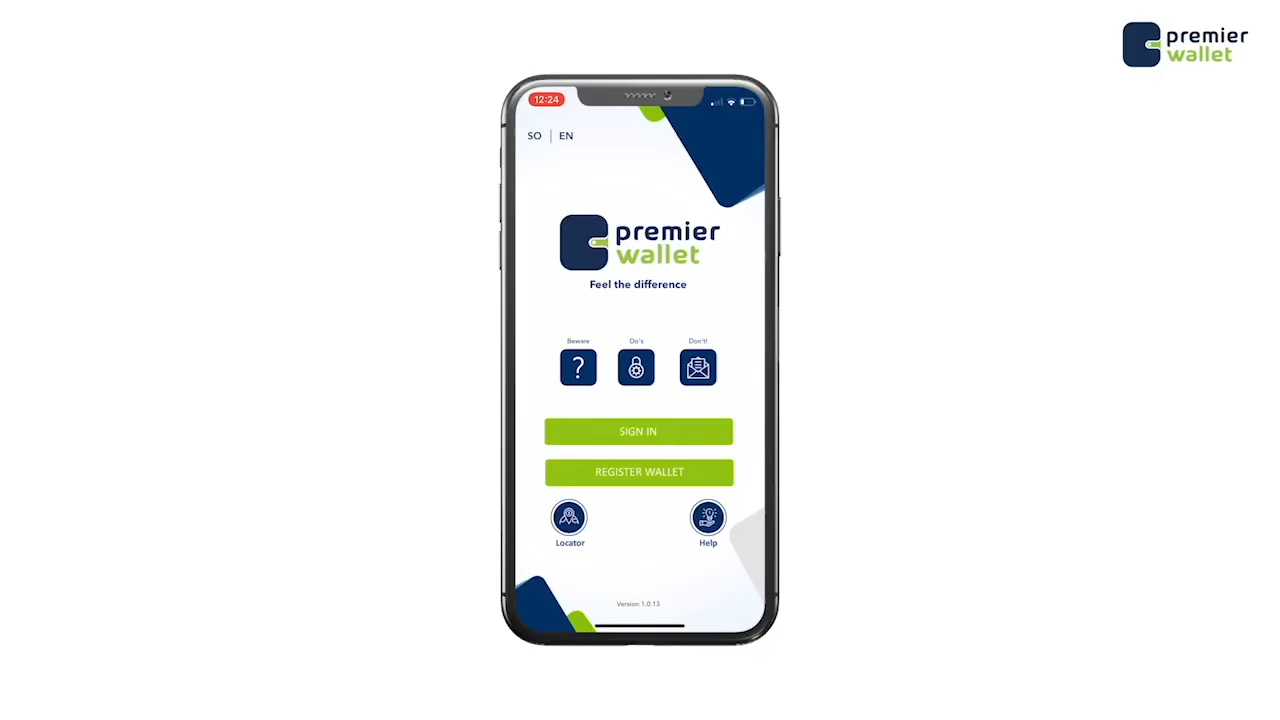 premier
wallet
12:24
SO | EN
premier
wallet
Feel the difference
Beware
Do's
Don't!
SIGN IN
REGISTER WALLET
Locator
Help
Version 1.0.13